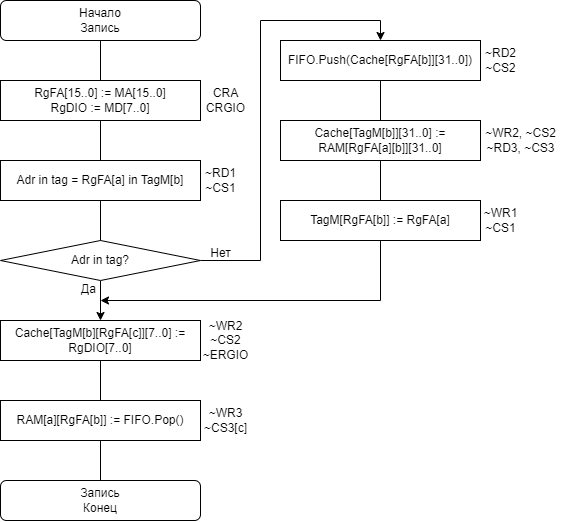 Начало
Запись
RgFA[15..0] := MA[15..0]
RgDIO := MD[7..0]
CRA
CRGIO
Adr in tag = RgFA[a] in TagM[b]
~RD1
~CS1
Adr in tag?
Нет
Да
FIFO.Push(Cache[RgFA[b]][31..0])
~RD2
~CS2
Cache[TagM[b]][31..0] :=
RAM[RgFA[a][b]][31..0]
~WR2, ~CS2
~RD3, ~CS3
TagM[RgFA[b]] := RgFA[a]
~WR1
~CS1
Cache[TagM[b][RgFA[c]][7..0] :=
RgDIO[7..0]
~WR2
~CS2
~ERGIO
RAM[a][RgFA[b]] := FIFO.Pop()
~WR3
~CS3[c]
Запись
Конец